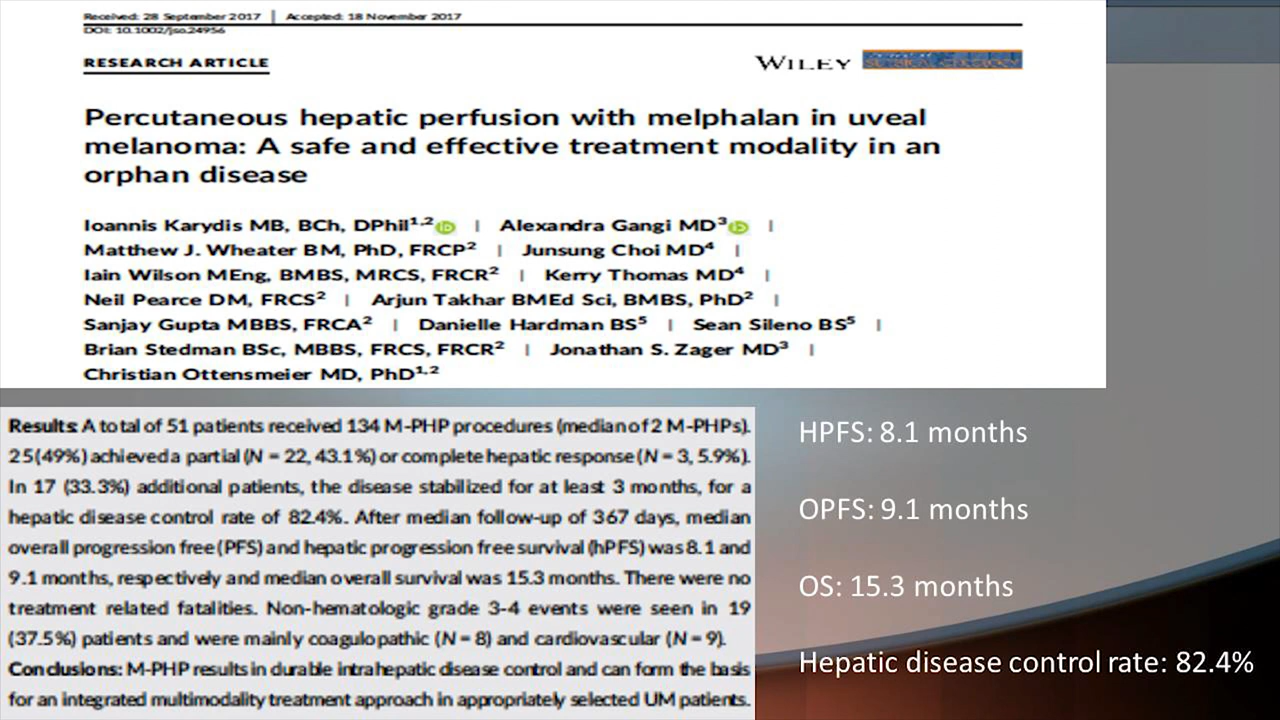 Received: 28 September 2017 | Accepted: 18 November 2017
DOI: 10.1002/jso.24956
RESEARCH ARTICLE
WILEY
SURGICAL ONCOLOGY
Percutaneous hepatic perfusion with melphalan in uveal
melanoma: A safe and effective treatment modality in an
orphan disease
Ioannis Karydis MB, BCh, DPhil1,2 | Alexandra Gangi MD3 |
Matthew J. Wheater BM, PhD, FRCP2 | Junsung Choi MD4 |
Iain Wilson MEng, BMBS, MRCS, FRCR2 | Kerry Thomas MD4 |
Neil Pearce DM, FRCS2 | Arjun Takhar BMEd Sci, BMBS, PhD2 |
Sanjay Gupta MBBS, FRCA2 | Danielle Hardman BS5 | Sean Sileno BS5 |
Brian Stedman BSc, MBBS, FRCS, FRCR2 | Jonathan S. Zager MD3 |
Christian Ottensmeier MD, PhD1,2
Results: A total of 51 patients received 134 M-PHP procedures (median of 2 M-PHPs).
25 (49%) achieved a partial (N = 22, 43.1%) or complete hepatic response (N = 3, 5.9%).
In 17 (33.3%) additional patients, the disease stabilized for at least 3 months, for a
hepatic disease control rate of 82.4%. After median follow-up of 367 days, median
overall progression free (PFS) and hepatic progression free survival (hPFS) was 8.1 and
9.1 months, respectively and median overall survival was 15.3 months. There were no
treatment related fatalities. Non-hematologic grade 3-4 events were seen in 19
(37.5%) patients and were mainly coagulopathic (N = 8) and cardiovascular (N = 9).
Conclusions: M-PHP results in durable intrahepatic disease control and can form the basis
for an integrated multimodality treatment approach in appropriately selected UM patients.
HPFS: 8.1 months
OPFS: 9.1 months
OS: 15.3 months
Hepatic disease control rate: 82.4%